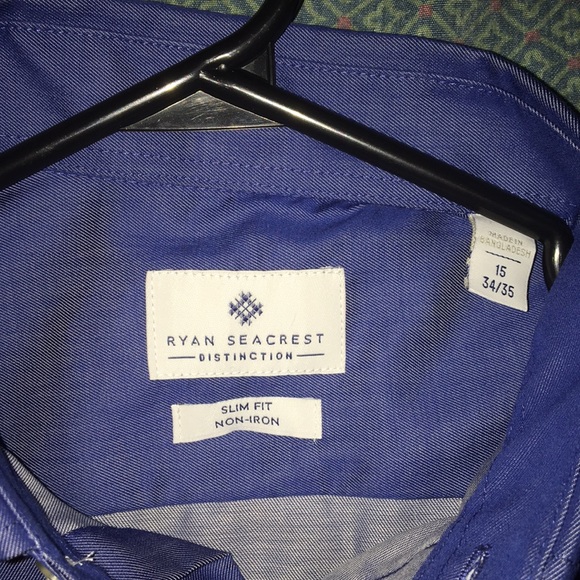 RYAN SEACREST
DISTINCTION
SLIM FIT
NON-IRON
MADE IN
BANGLADESH
15
34/35